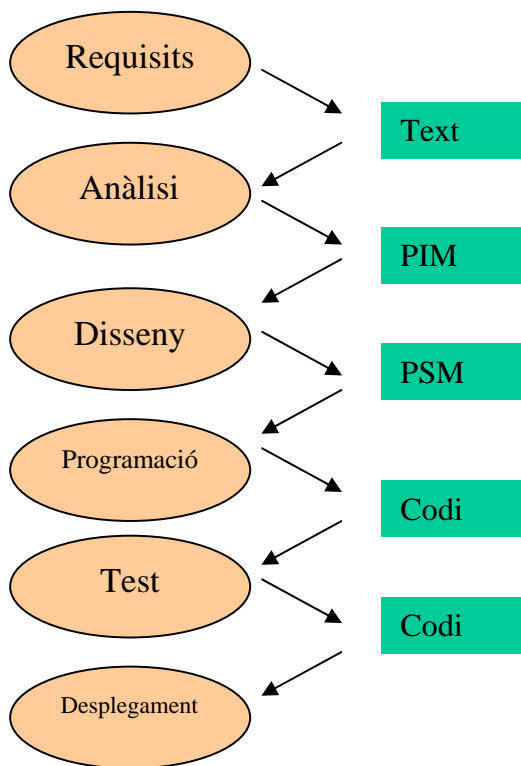 Requisits
Text
Anàlisi
PIM
Disseny
PSM
Programació
Codi
Test
Codi
Desplegament